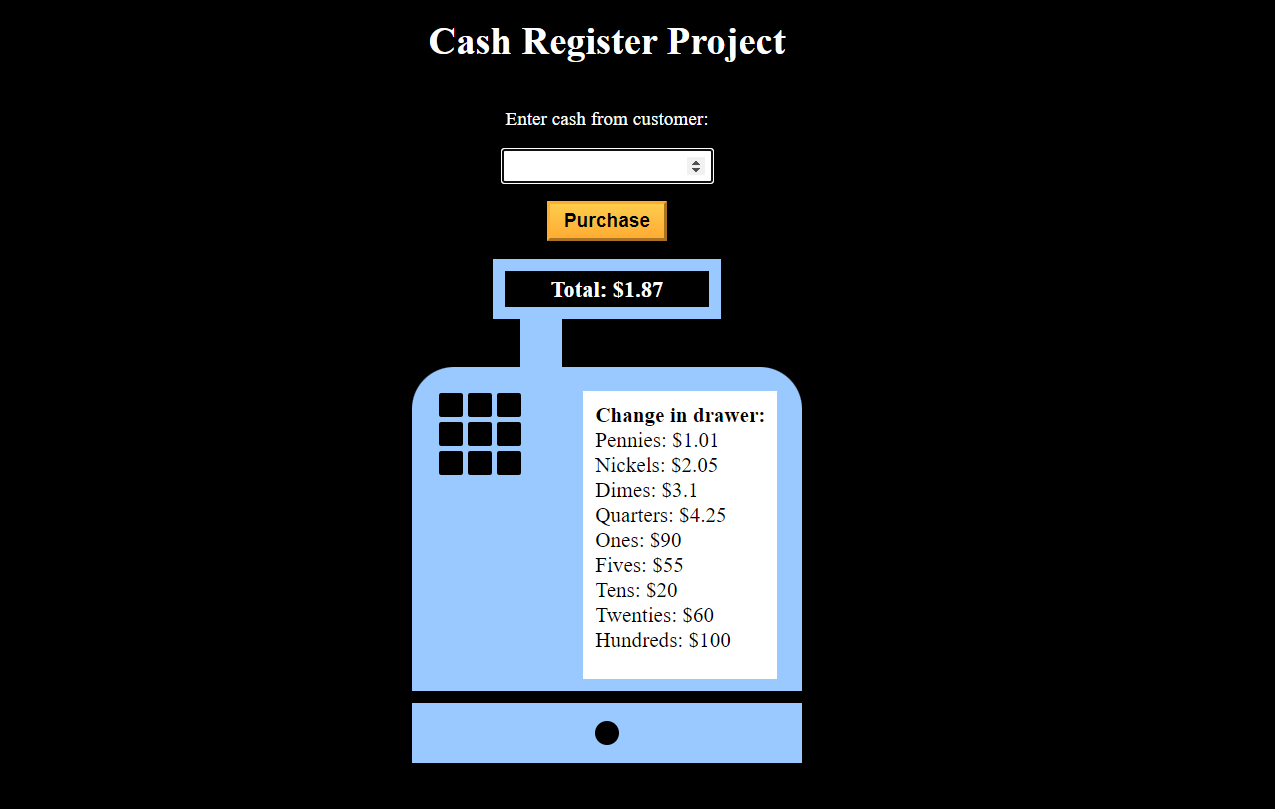 Cash Register Project
Enter cash from customer:
Purchase
Total: $1.87
Change in drawer:
Pennies: $1.01
Nickels: $2.05
Dimes: $3.1
Quarters: $4.25
Ones: $90
Fives: $55
Tens: $20
Twenties: $60
Hundreds: $100